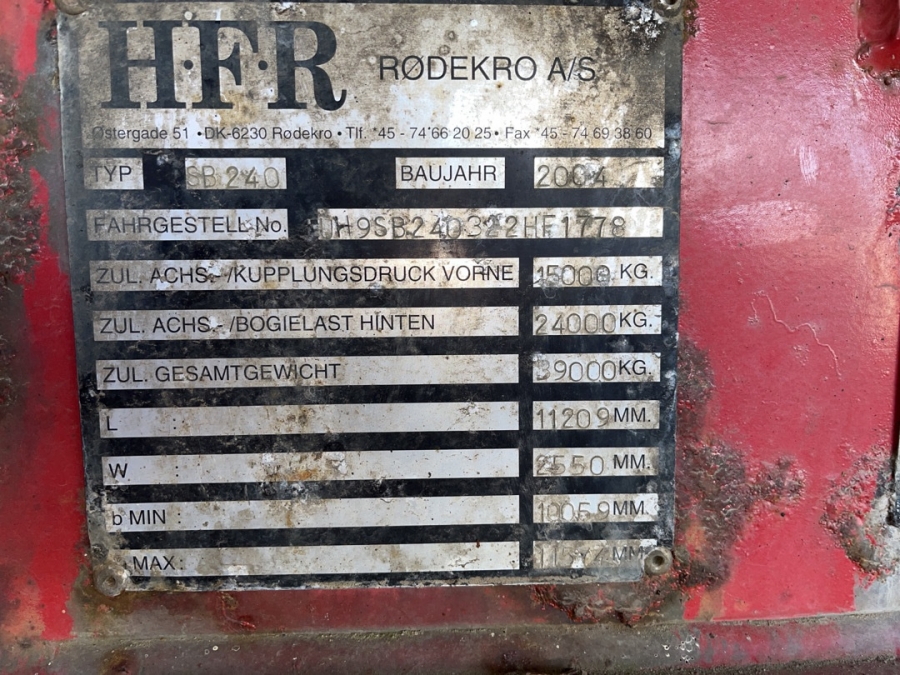 H·F·R RØDEKRO A/S
Østergade 51 • DK-6230 Rødekro • Tlf. *45 - 74 66 20 25 • Fax *45 - 74 69 38 60
TYP SB 240 BAUJAHR 2004
FAHRGESTELL No. UH9SB240322HF1778
ZUL. ACHS.- /KUPPLUNGSDRUCK VORNE 15000 KG.
ZUL. ACHS.- /BOGIELAST HINTEN 24000 KG.
ZUL. GESAMTGEWICHT 39000 KG.
L : 11209 MM.
W : 2550 MM.
b MIN : 10059 MM.
MAX : MM.